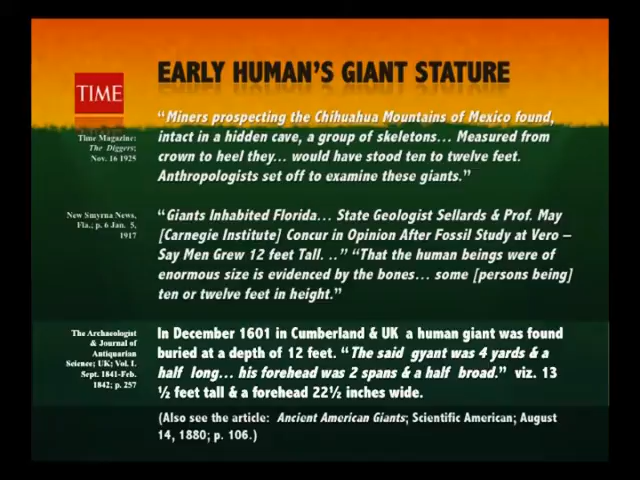 EARLY HUMAN'S GIANT STATURE
TIME
Time Magazine:
The Diggers;
Nov. 16 1925
"Miners prospecting the Chihuahua Mountains of Mexico found,
intact in a hidden cave, a group of skeletons... Measured from
crown to heel they... would have stood ten to twelve feet.
Anthropologists set off to examine these giants."
New Smyrna News,
Fla.; p. 6 Jan. 5,
1917
"Giants Inhabited Florida... State Geologist Sellards & Prof. May
[Carnegie Institute] Concur in Opinion After Fossil Study at Vero –
Say Men Grew 12 feet Tall. .." "That the human beings were of
enormous size is evidenced by the bones... some [persons being]
ten or twelve feet in height."
The Archaeologist
& Journal of
Antiquarian
Science; UK; Vol. 1.
Sept. 1841-Feb.
1842; p. 257
In December 1601 in Cumberland & UK a human giant was found
buried at a depth of 12 feet. "The said gyant was 4 yards & a
half long... his forehead was 2 spans & a half broad." viz. 13
½ feet tall & a forehead 22½ inches wide.
(Also see the article: Ancient American Giants; Scientific American; August
14, 1880; p. 106.)